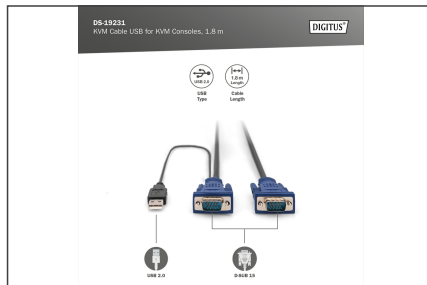 DS-19231
KVM Cable USB for KVM Consoles, 1.8 m
DIGITUS®
USB 2.0
1.8 m
Length
USB
Type
Cable
Length
USB 2.0
D-SUB 15